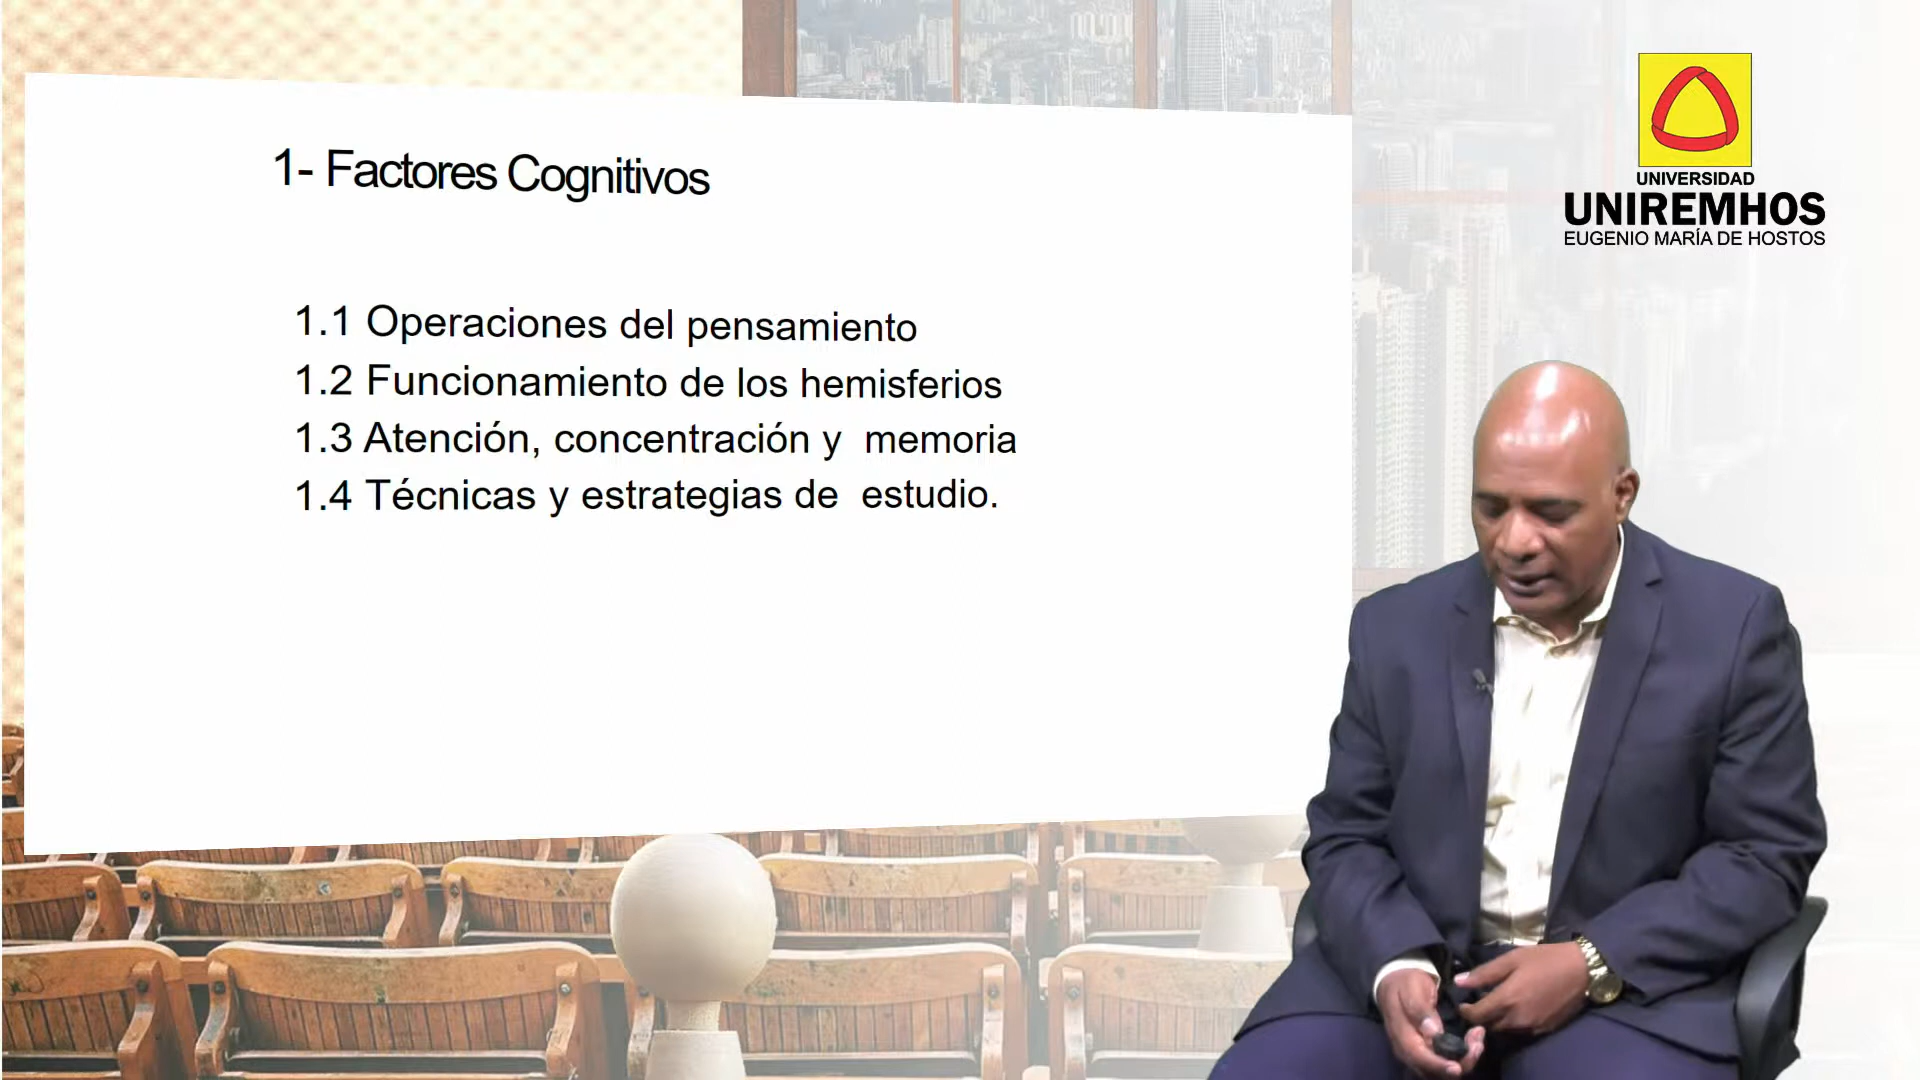 1- Factores Cognitivos
1.1 Operaciones del pensamiento
1.2 Funcionamiento de los hemisferios
1.3 Atención, concentración y memoria
1.4 Técnicas y estrategias de estudio.
UNIVERSIDAD
UNIREMHOS
EUGENIO MARÍA DE HOSTOS